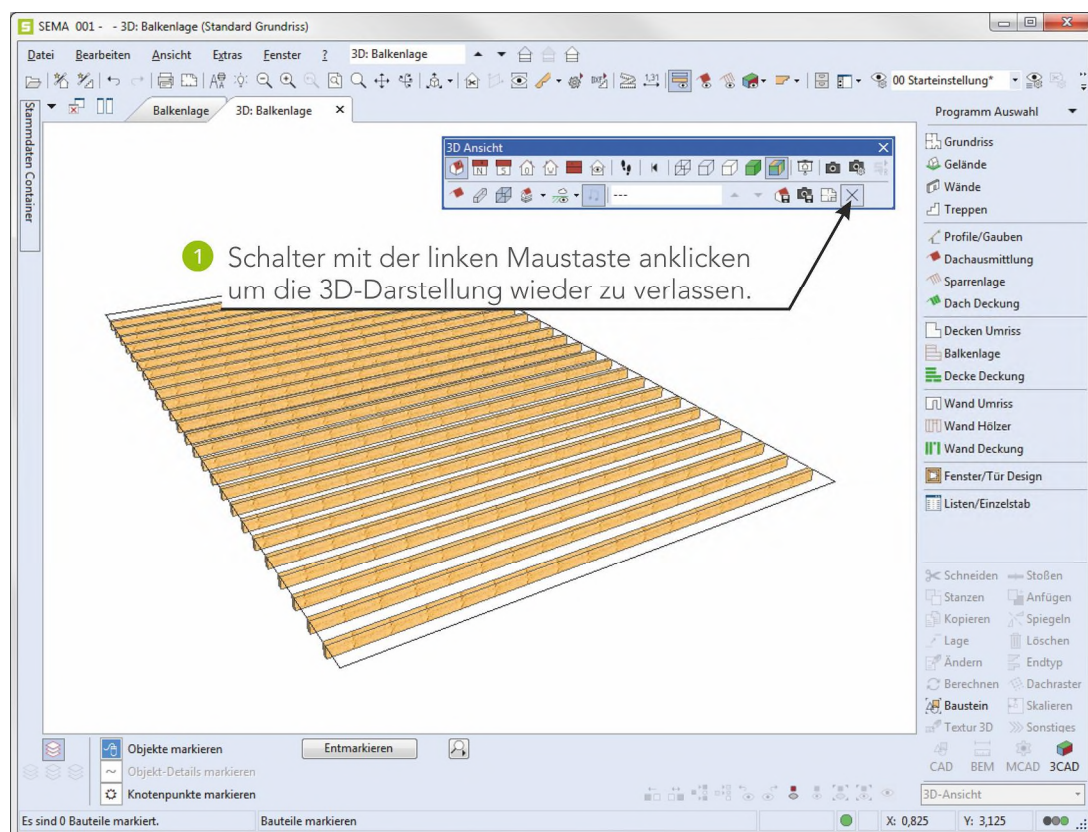 SEMA 001 - - 3D: Balkenlage (Standard Grundriss)
Datei Bearbeiten Ansicht Extras Fenster ? 3D: Balkenlage
00 Starteinstellung*
Stammdaten Container
Balkenlage 3D: Balkenlage
Programm Auswahl
3D Ansicht
---
1 Schalter mit der linken Maustaste anklicken
um die 3D-Darstellung wieder zu verlassen.
Grundriss
Gelände
Wände
Treppen
Profile/Gauben
Dachausmittlung
Sparrenlage
Dach Deckung
Decken Umriss
Balkenlage
Decke Deckung
Wand Umriss
Wand Hölzer
Wand Deckung
Fenster/Tür Design
Listen/Einzelstab
Schneiden Stoßen
Stanzen Anfügen
Kopieren Spiegeln
Lage Löschen
Ändern Endtyp
Berechnen Dachraster
Baustein Skalieren
Textur 3D Sonstiges
CAD BEM MCAD 3CAD
3D-Ansicht
Objekte markieren Entmarkieren
Objekt-Details markieren
Knotenpunkte markieren
Es sind 0 Bauteile markiert. Bauteile markieren X: 0,825 Y: 3,125